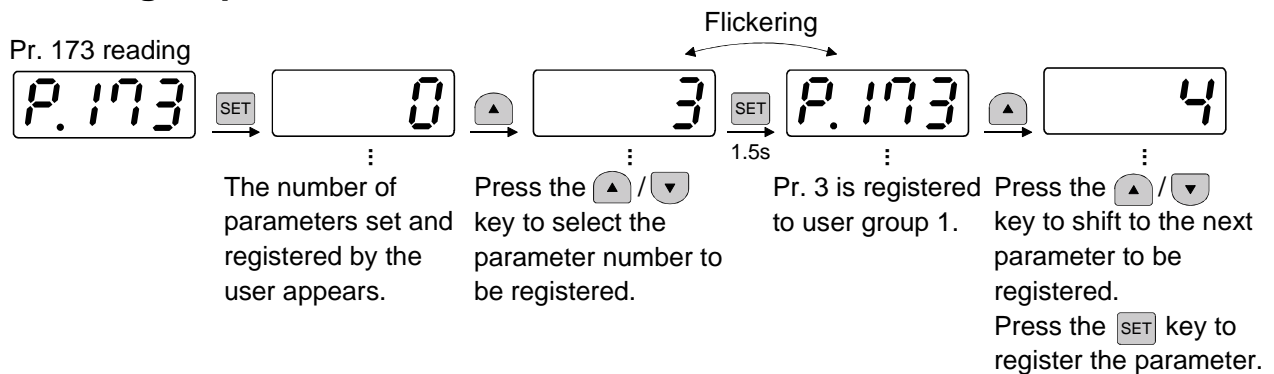 Flickering
Pr. 173 reading
P.173 SET 0 3 SET P.173 4
1.5s
The number of
parameters set and
registered by the
user appears.
Press the ▲ / ▼
key to select the
parameter number to
be registered.
Pr. 3 is registered
to user group 1.
Press the ▲ / ▼
key to shift to the next
parameter to be
registered.
Press the SET key to
register the parameter.